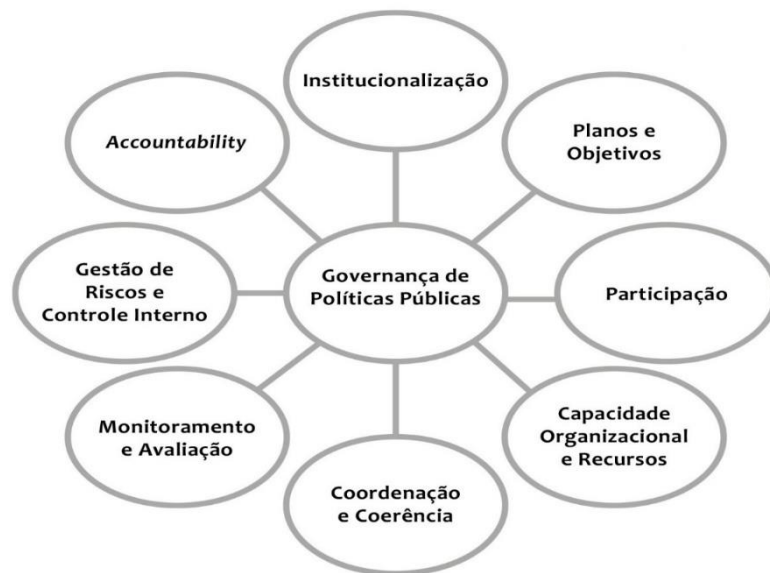 Institucionalização
Planos e
Objetivos
Participação
Capacidade
Organizacional
e Recursos
Coordenação
e Coerência
Monitoramento
e Avaliação
Gestão de
Riscos e
Controle Interno
Accountability
Governança de
Políticas Públicas